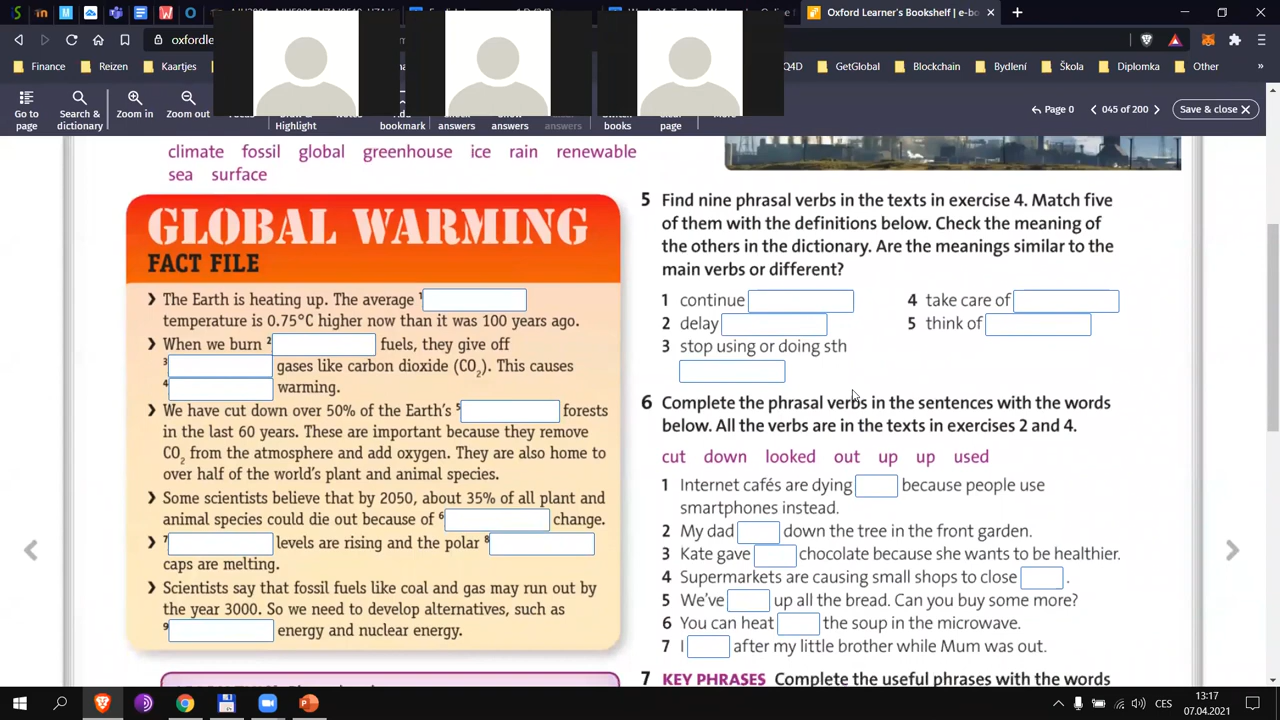 Oxford Learner's Bookshelf | e-bo
oxfordle
Finance Reizen Kartjes
Q4D GetGlobal Blockchain Bydlení Škola Diplomka Other
Go to page Search & dictionary Zoom in Zoom out Highlight bookmark answers answers answers books page
Page 0 045 of 200 Save & close
climate fossil global greenhouse ice rain renewable
sea surface
GLOBAL WARMING
FACT FILE
The Earth is heating up. The average 1
temperature is 0.75°C higher now than it was 100 years ago.
When we burn 2 fuels, they give off
3 gases like carbon dioxide (CO2). This causes
4 warming.
We have cut down over 50% of the Earth's 5 forests
in the last 60 years. These are important because they remove
CO2 from the atmosphere and add oxygen. They are also home to
over half of the world's plant and animal species.
Some scientists believe that by 2050, about 35% of all plant and
animal species could die out because of 6 change.
7 levels are rising and the polar 8
caps are melting.
Scientists say that fossil fuels like coal and gas may run out by
the year 3000. So we need to develop alternatives, such as
9 energy and nuclear energy.
5 Find nine phrasal verbs in the texts in exercise 4. Match five
of them with the definitions below. Check the meaning of
the others in the dictionary. Are the meanings similar to the
main verbs or different?
1 continue 4 take care of
2 delay 5 think of
3 stop using or doing sth
6 Complete the phrasal verbs in the sentences with the words
below. All the verbs are in the texts in exercises 2 and 4.
cut down looked out up up used
1 Internet cafés are dying because people use
smartphones instead.
2 My dad down the tree in the front garden.
3 Kate gave chocolate because she wants to be healthier.
4 Supermarkets are causing small shops to close .
5 We've up all the bread. Can you buy some more?
6 You can heat the soup in the microwave.
7 I after my little brother while Mum was out.
7 KEY PHRASES Complete the useful phrases with the words
CES
13:17
07.04.2021